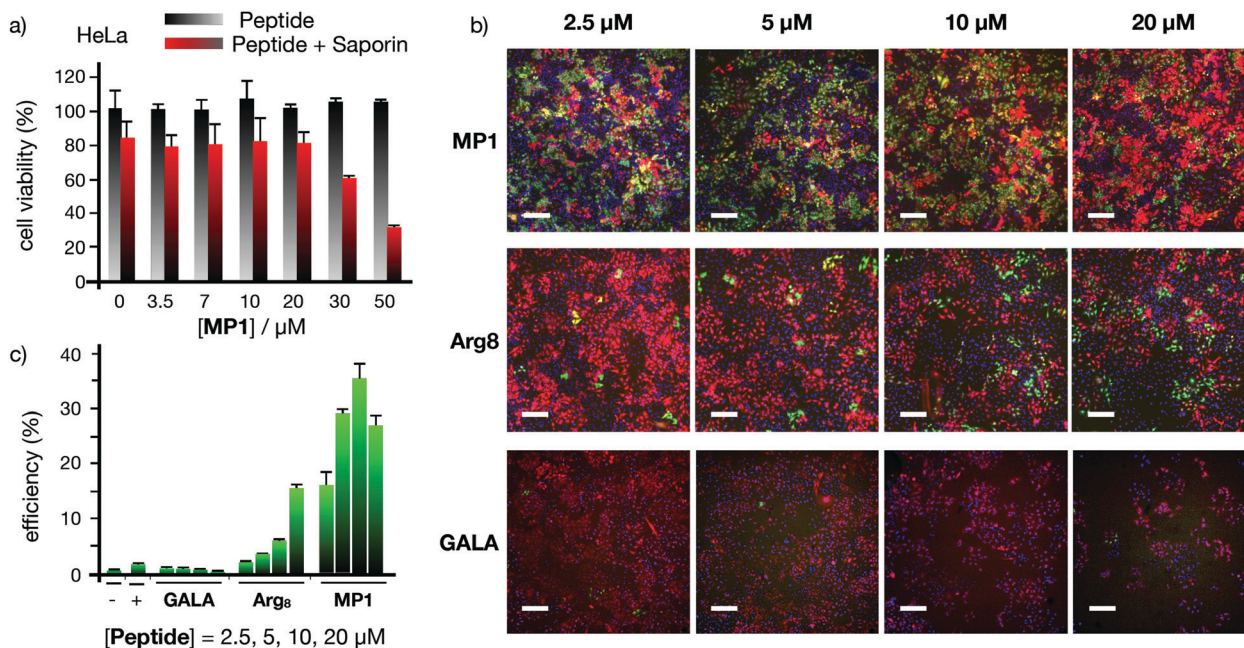 a)
HeLa
Peptide
Peptide + Saporin
cell viability (%)
120
100
80
60
40
20
0
0 3.5 7 10 20 30 50
[MP1] / µM
b)
2.5 µM 5 µM 10 µM 20 µM
MP1
Arg8
GALA
c)
efficiency (%)
40
30
20
10
0
- + GALA Arg₈ MP1
[Peptide] = 2.5, 5, 10, 20 µM